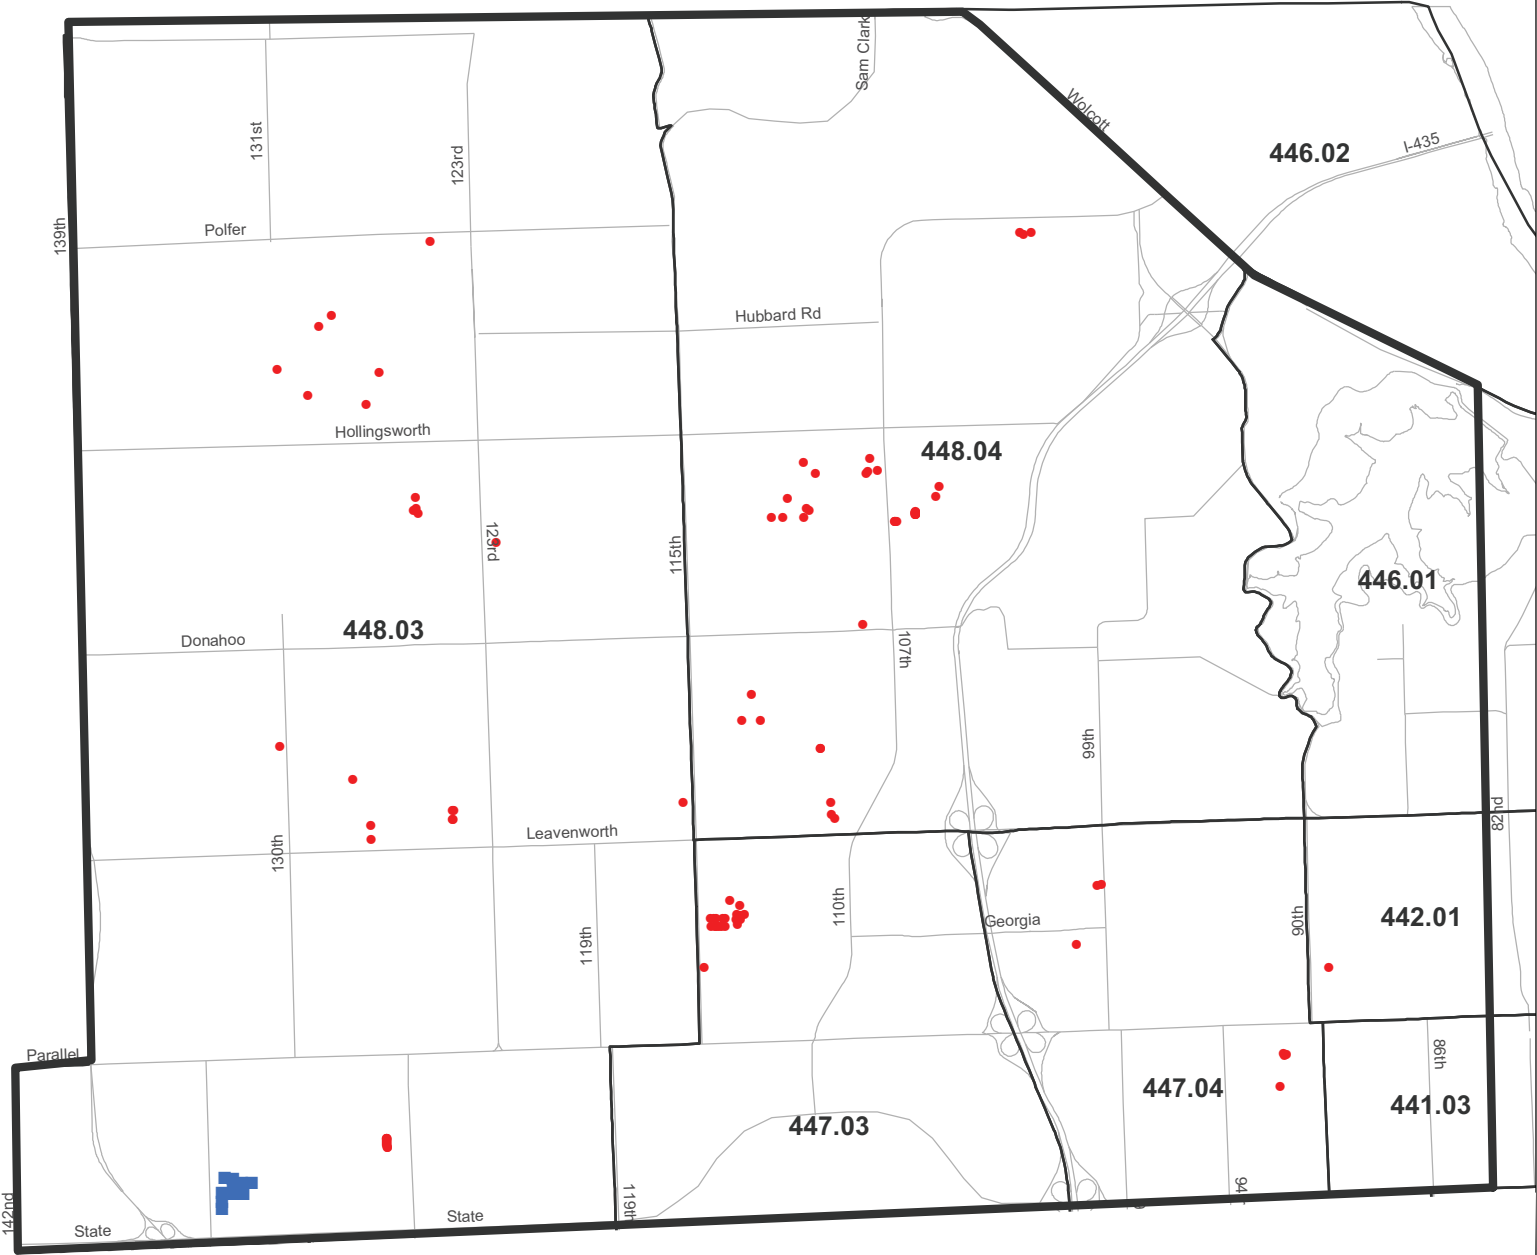 Sam Clark
Wolcott
131st
123rd
446.02
I-435
139th
Polfer
Hubbard Rd
Hollingsworth
448.04
123rd
115th
446.01
448.03
Donahoo
107th
99th
82nd
Leavenworth
130th
110th
Georgia
90th
442.01
119th
Parallel
86th
447.04
441.03
447.03
142nd
State
State
119th